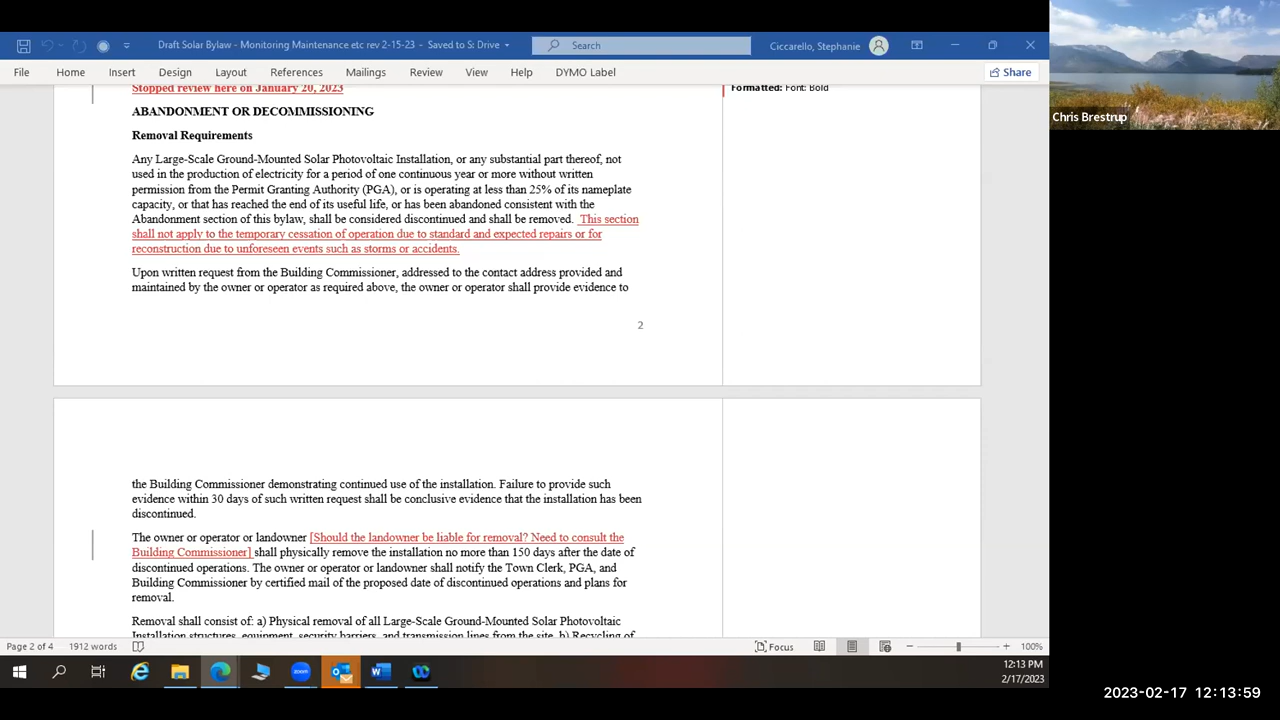 Draft Solar Bylaw - Monitoring Maintenance etc rev 2-15-23 - Saved to S: Drive
Search
Ciccarello, Stephanie
File Home Insert Design Layout References Mailings Review View Help DYMO Label Share
Stopped review here on January 20, 2023
Formatted: Font: Bold
Chris Brestrup
ABANDONMENT OR DECOMMISSIONING
Removal Requirements
Any Large-Scale Ground-Mounted Solar Photovoltaic Installation, or any substantial part thereof, not
used in the production of electricity for a period of one continuous year or more without written
permission from the Permit Granting Authority (PGA), or is operating at less than 25% of its nameplate
capacity, or that has reached the end of its useful life, or has been abandoned consistent with the
Abandonment section of this bylaw, shall be considered discontinued and shall be removed. This section
shall not apply to the temporary cessation of operation due to standard and expected repairs or for
reconstruction due to unforeseen events such as storms or accidents.
Upon written request from the Building Commissioner, addressed to the contact address provided and
maintained by the owner or operator as required above, the owner or operator shall provide evidence to
2
the Building Commissioner demonstrating continued use of the installation. Failure to provide such
evidence within 30 days of such written request shall be conclusive evidence that the installation has been
discontinued.
The owner or operator or landowner [Should the landowner be liable for removal? Need to consult the
Building Commissioner] shall physically remove the installation no more than 150 days after the date of
discontinued operations. The owner or operator or landowner shall notify the Town Clerk, PGA, and
Building Commissioner by certified mail of the proposed date of discontinued operations and plans for
removal.
Removal shall consist of: a) Physical removal of all Large-Scale Ground-Mounted Solar Photovoltaic
Installation structures, equipment, security barriers, and transmission lines from the site. b) Recycling of
Page 2 of 4 1912 words Focus 100%
12:13 PM
2/17/2023
2023-02-17 12:13:59